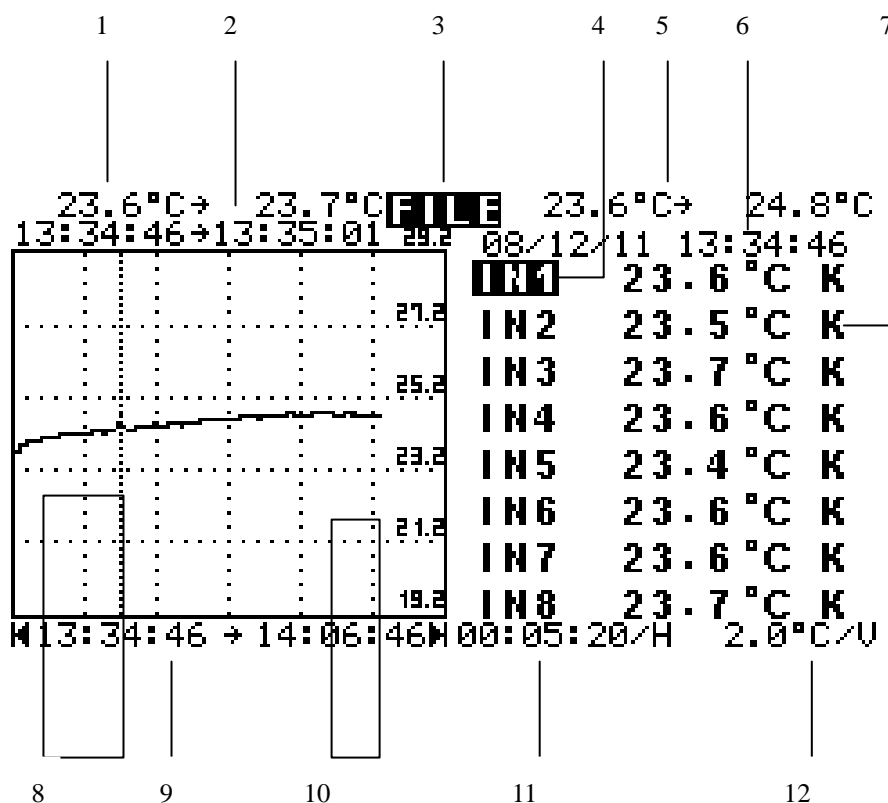 1 2 3 4 5 6 7
23.6°C→ 23.7°C FILE 23.6°C→ 24.8°C
13:34:46→13:35:01 29.2 08/12/11 13:34:46
IN1 23.6°C K
27.2 IN2 23.5°C K
IN3 23.7°C K
25.2
IN4 23.6°C K
23.2 IN5 23.4°C K
IN6 23.6°C K
21.2
IN7 23.6°C K
19.2 IN8 23.7°C K
13:34:46 → 14:06:46 00:05:20/H 2.0°C/V
8 9 10 11 12